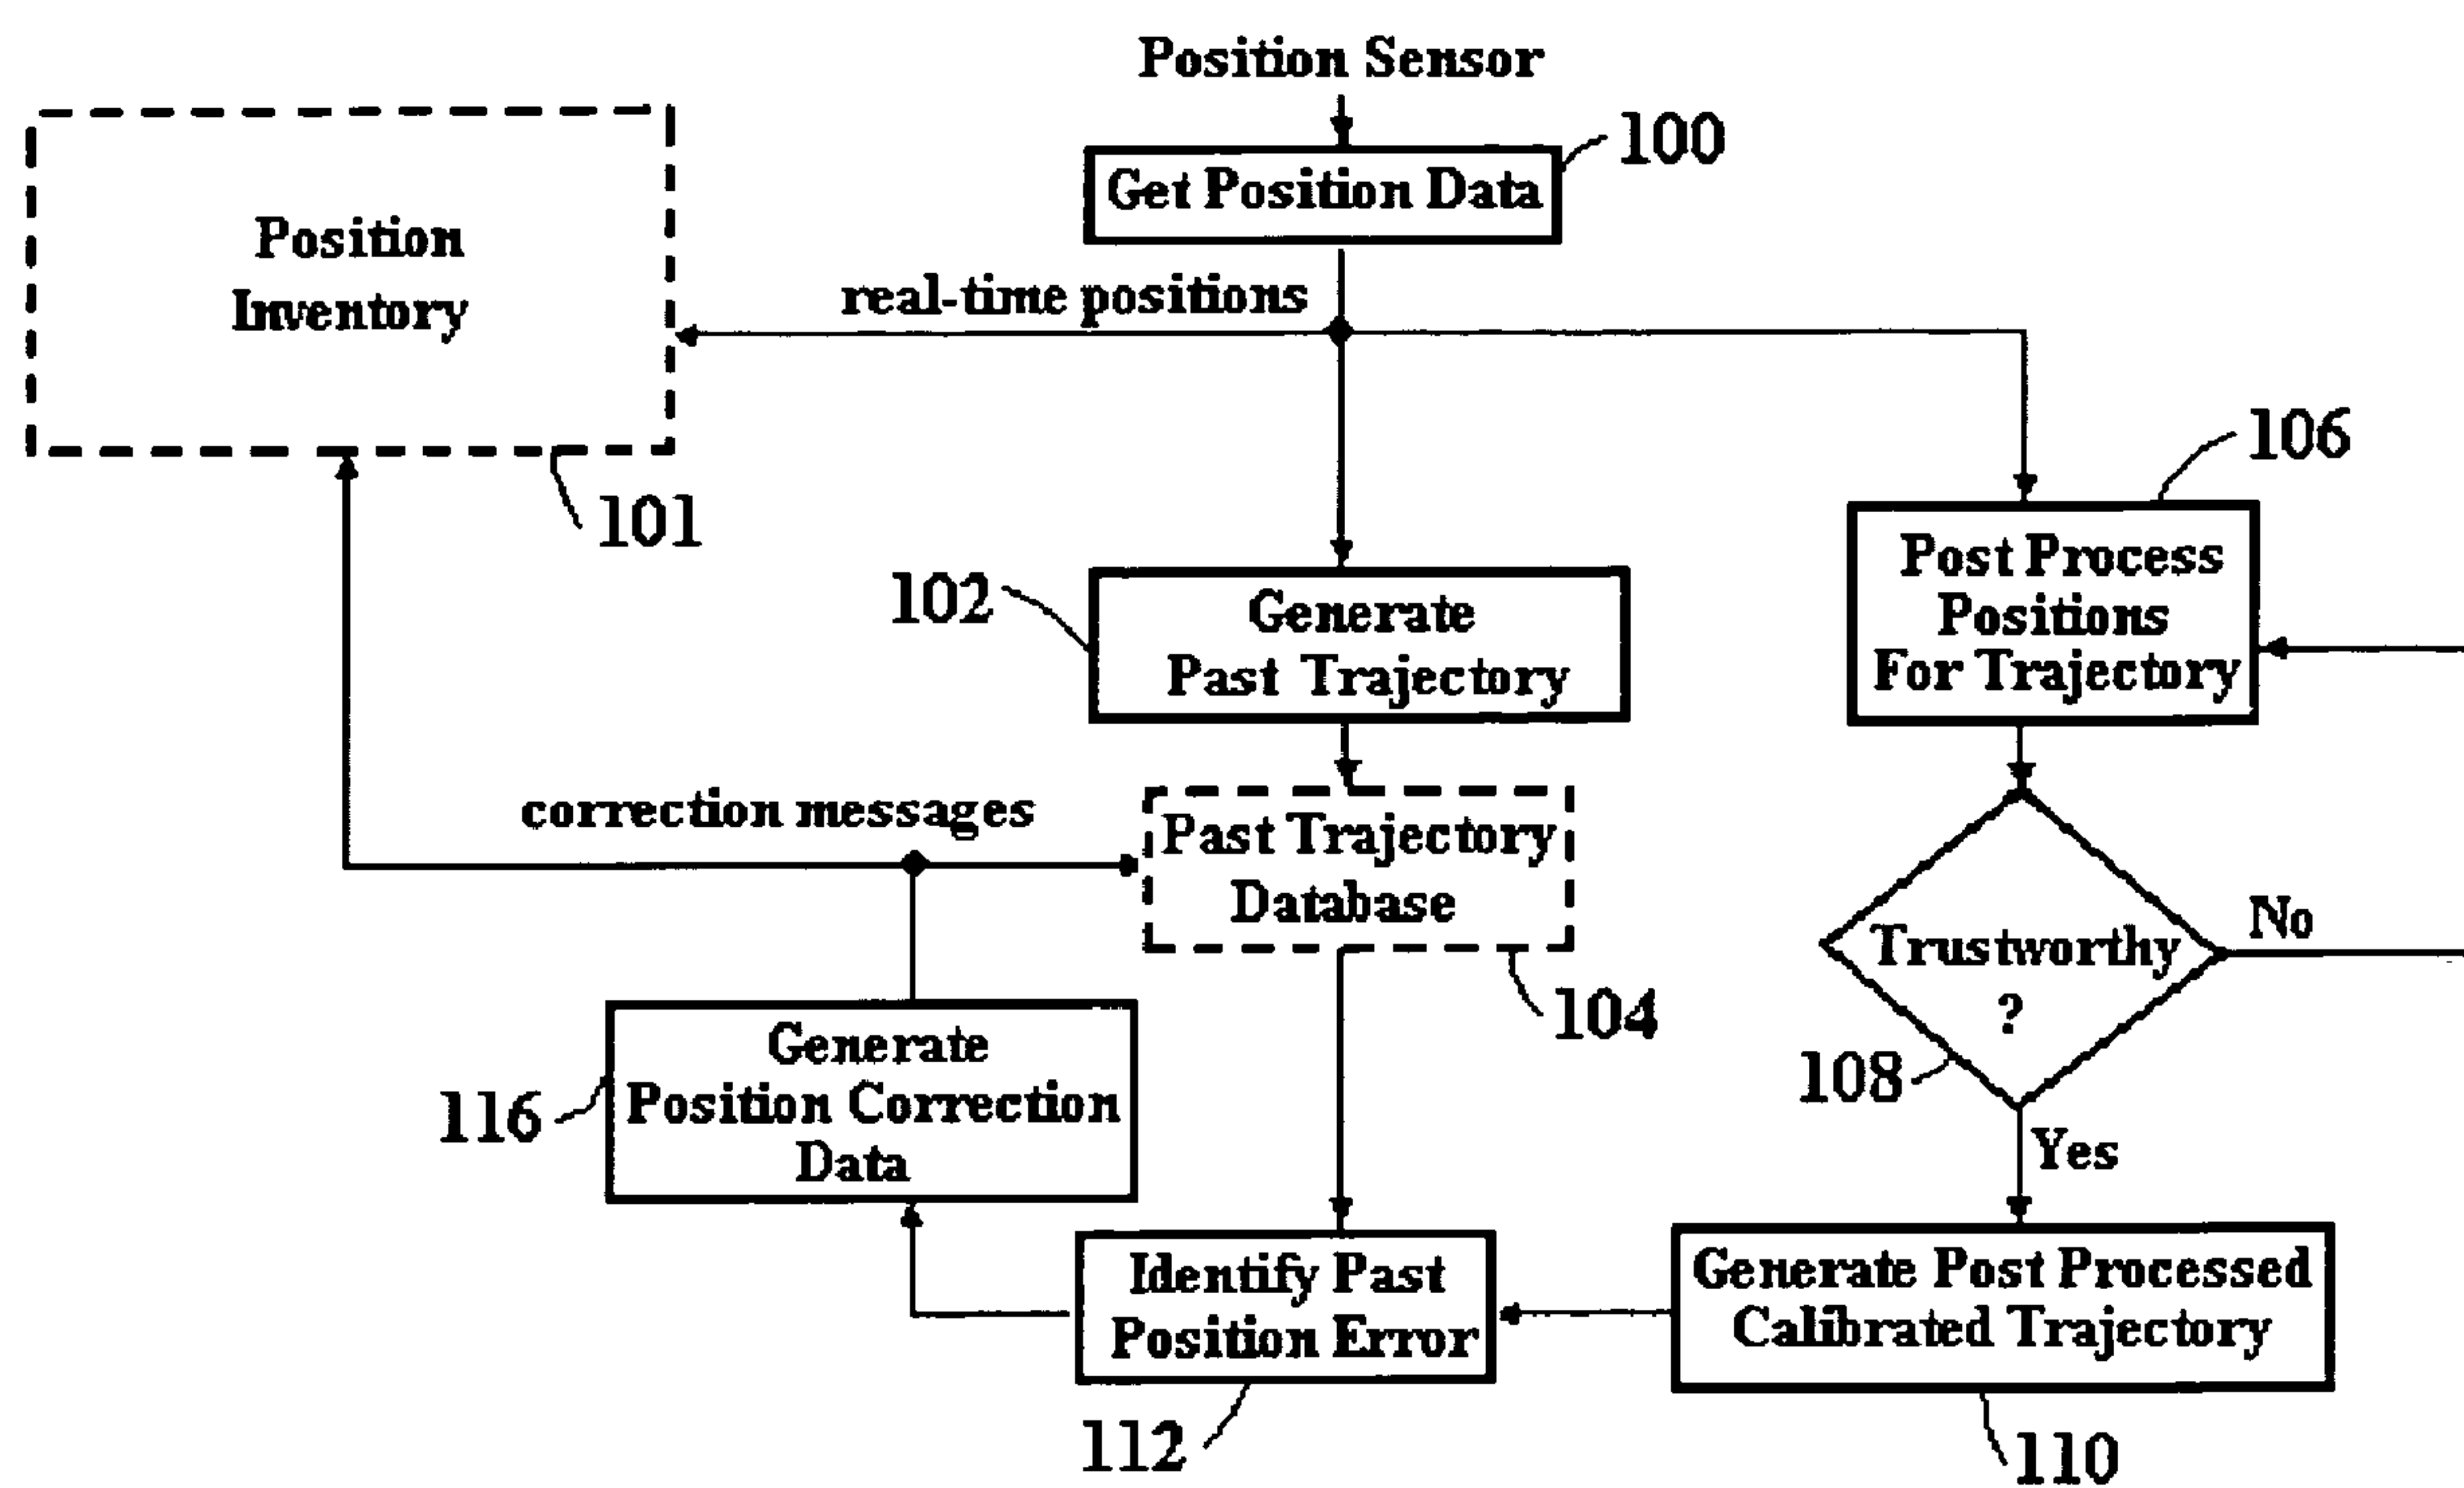 Position Sensor
100
Get Position Data
Position
Inventory
real-time positions
101
106
Post Process
Positions
For Trajectory
102
Generate
Past Trajectory
correction messages
Past Trajectory
Database
104
No
Trustworthy
?
108
Yes
Generate
Position Correction
Data
116
Identify Past
Position Error
112
Generate Post Processed
Calibrated Trajectory
110